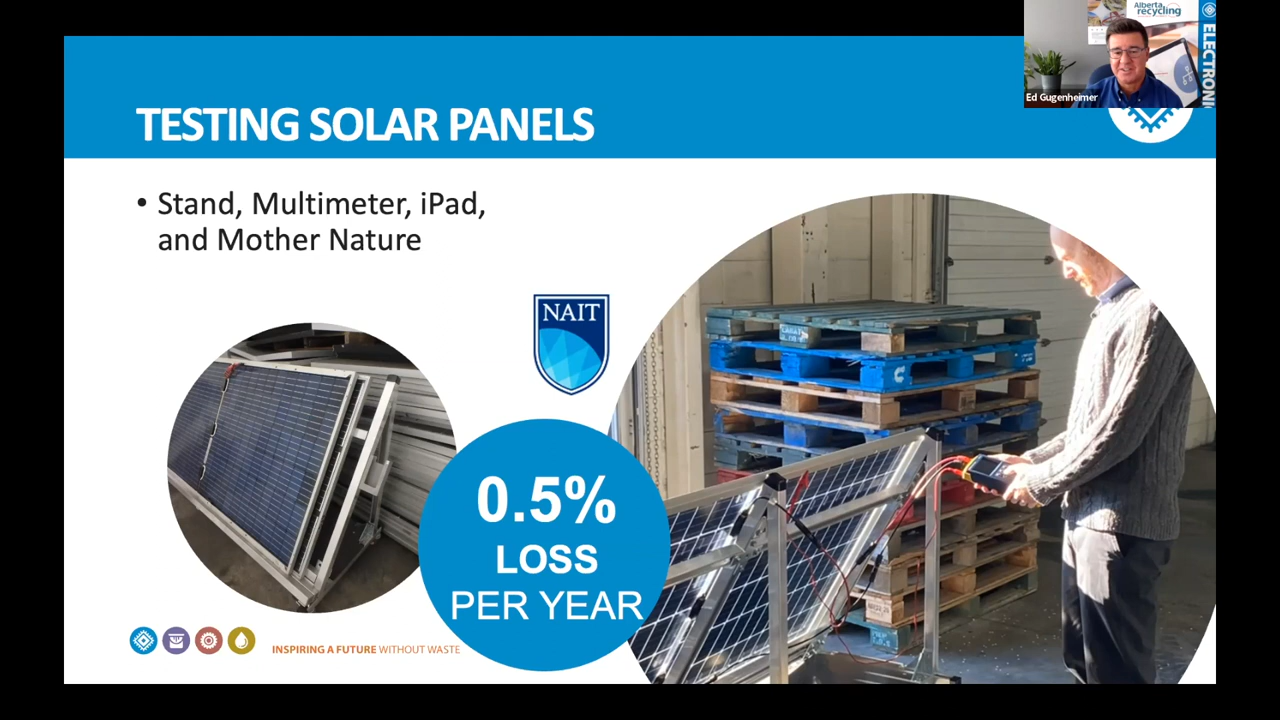 Alberta
recycling
ELECTRONI
Ed Gugenheimer
TESTING SOLAR PANELS
• Stand, Multimeter, iPad,
and Mother Nature
NAIT
0.5%
LOSS
PER YEAR
INSPIRING A FUTURE WITHOUT WASTE